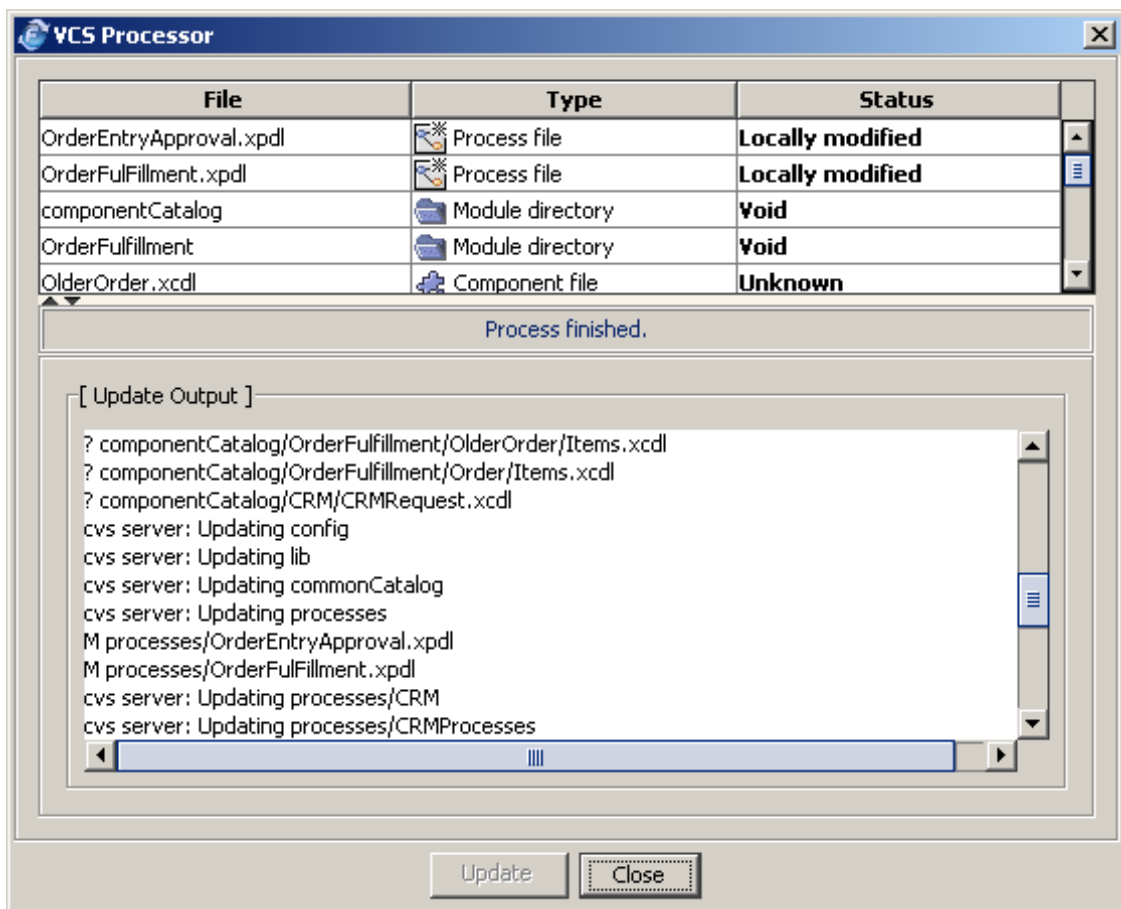 VCS Processor
File Type Status
OrderEntryApproval.xpdl Process file Locally modified
OrderFulFillment.xpdl Process file Locally modified
componentCatalog Module directory Void
OrderFulfillment Module directory Void
OlderOrder.xcdl Component file Unknown
Process finished.
[ Update Output ]
? componentCatalog/OrderFulfillment/OlderOrder/Items.xcdl
? componentCatalog/OrderFulfillment/Order/Items.xcdl
? componentCatalog/CRM/CRMRequest.xcdl
cvs server: Updating config
cvs server: Updating lib
cvs server: Updating commonCatalog
cvs server: Updating processes
M processes/OrderEntryApproval.xpdl
M processes/OrderFulFillment.xpdl
cvs server: Updating processes/CRM
cvs server: Updating processes/CRMProcesses
Update Close